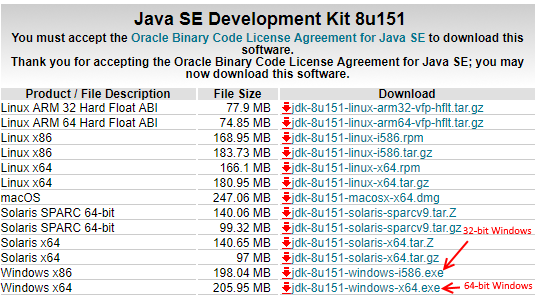 Java SE Development Kit 8u151
You must accept the Oracle Binary Code License Agreement for Java SE to download this
software.
Thank you for accepting the Oracle Binary Code License Agreement for Java SE; you may
now download this software.
Product / File Description File Size Download
Linux ARM 32 Hard Float ABI 77.9 MB jdk-8u151-linux-arm32-vfp-hflt.tar.gz
Linux ARM 64 Hard Float ABI 74.85 MB jdk-8u151-linux-arm64-vfp-hflt.tar.gz
Linux x86 168.95 MB jdk-8u151-linux-i586.rpm
Linux x86 183.73 MB jdk-8u151-linux-i586.tar.gz
Linux x64 166.1 MB jdk-8u151-linux-x64.rpm
Linux x64 180.95 MB jdk-8u151-linux-x64.tar.gz
macOS 247.06 MB jdk-8u151-macosx-x64.dmg
Solaris SPARC 64-bit 140.06 MB jdk-8u151-solaris-sparcv9.tar.Z
Solaris SPARC 64-bit 99.32 MB jdk-8u151-solaris-sparcv9.tar.gz
32-bit Windows
Solaris x64 140.65 MB jdk-8u151-solaris-x64.tar.Z
Solaris x64 97 MB jdk-8u151-solaris-x64.tar.gz
Windows x86 198.04 MB jdk-8u151-windows-i586.exe
Windows x64 205.95 MB jdk-8u151-windows-x64.exe 64-bit Windows